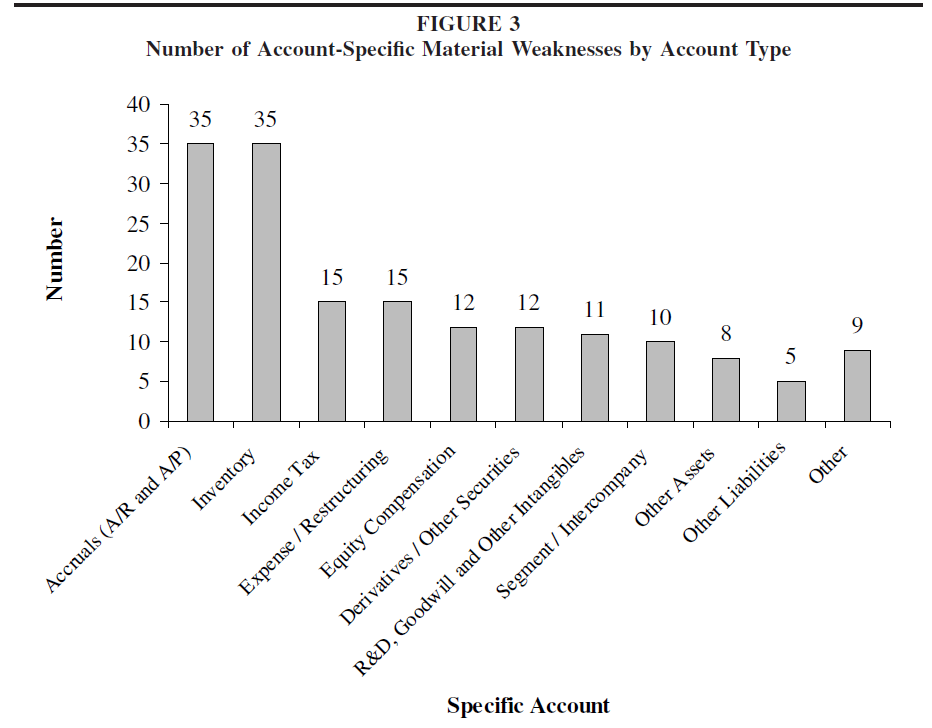 FIGURE 3
Number of Account-Specific Material Weaknesses by Account Type
Number
40
35
30
25
20
15
10
5
0
35
35
15
15
12
12
11
10
8
5
9
Accruals (A/R and A/P)
Inventory
Income Tax
Expense / Restructuring
Equity Compensation
Derivatives / Other Securities
R&D, Goodwill and Other Intangibles
Segment / Intercompany
Other Assets
Other Liabilities
Other
Specific Account